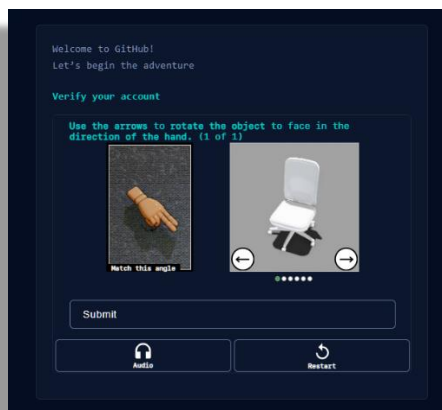 Welcome to GitHub!
Let's begin the adventure
Verify your account
Use the arrows to rotate the object to face in the
direction of the hand. (1 of 1)
Match this angle
Submit
Audio
Restart